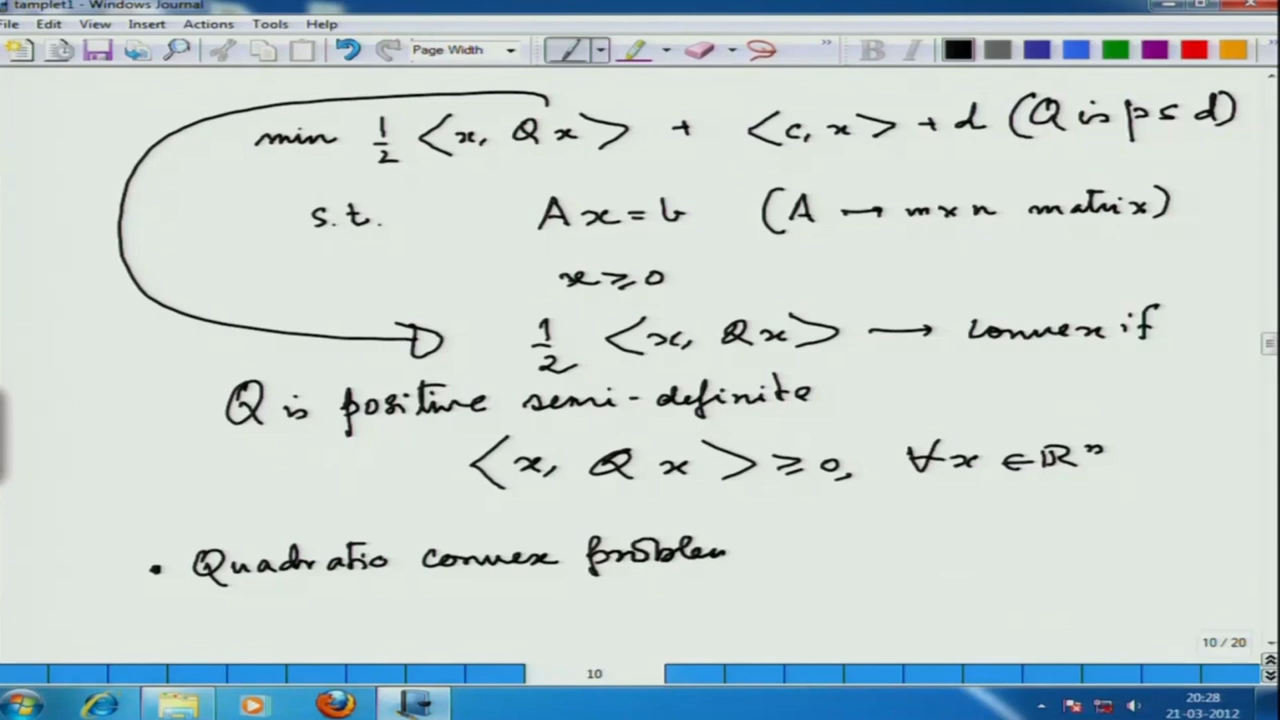 tamplet1 - Windows Journal
File Edit View Insert Actions Tools Help
Page Width
B I
min 1/2 <x, Qx> + <c, x> + d (Q is p s d)
s.t. Ax = b (A → m x n matrix)
x ≥ 0
1/2 <x, Qx> → convex if
Q is positive semi-definite
<x, Qx> ≥ 0, ∀x ∈ ℝⁿ
• Quadratic convex problem
10 / 20
10
20:28
21-03-2012